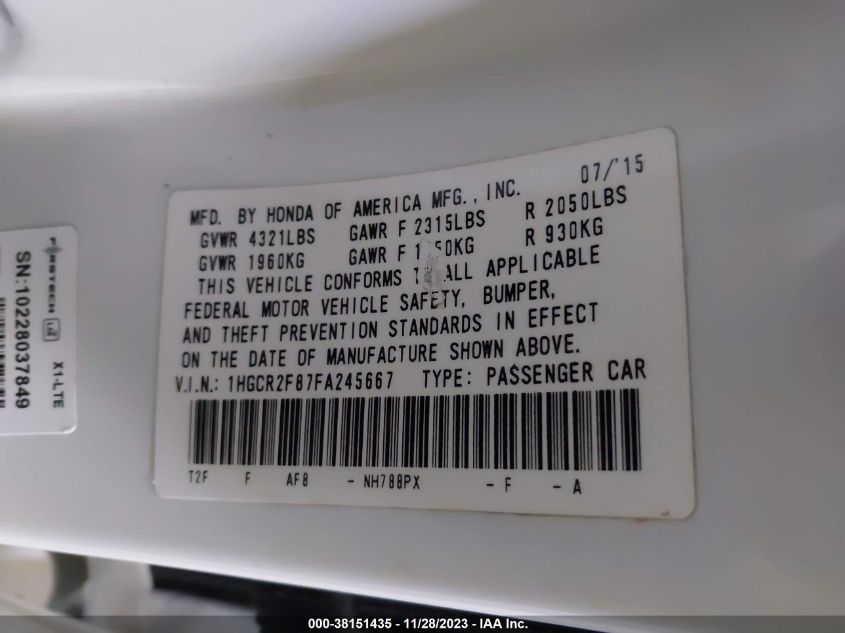 MFD. BY HONDA OF AMERICA MFG., INC. 07/'15
GVWR 4321LBS GAWR F 2315LBS R 2050LBS
GVWR 1960KG GAWR F R 930KG
THIS VEHICLE CONFORMS ALL APPLICABLE
FEDERAL MOTOR VEHICLE SAFETY, BUMPER,
AND THEFT PREVENTION STANDARDS IN EFFECT
ON THE DATE OF MANUFACTURE SHOWN ABOVE.
V.I.N.: 1HGCR2F87FA245667 TYPE: PASSENGER CAR
T2F F AF8 - NH788PX - F - A
FIRSTECH
X1-LTE
SN:10228037849
000-38151435 - 11/28/2023 - IAA Inc.